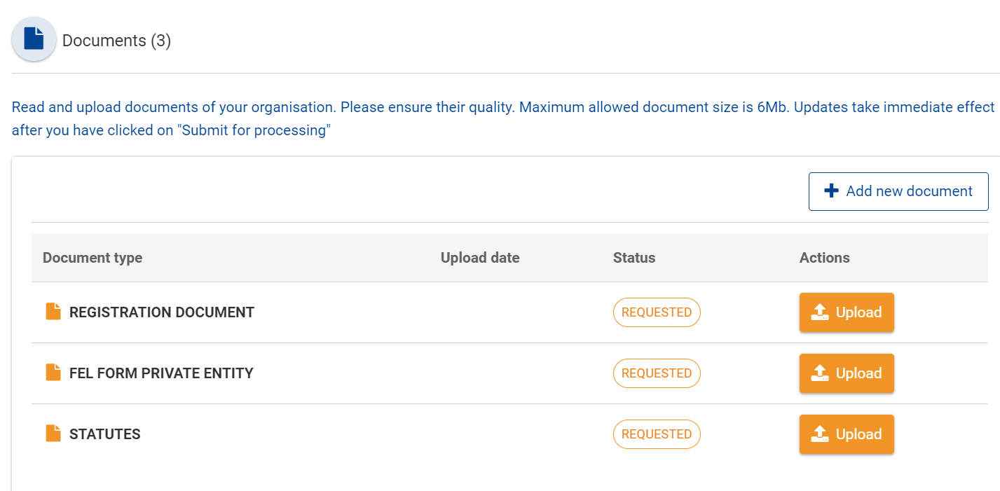 Documents (3)
Read and upload documents of your organisation. Please ensure their quality. Maximum allowed document size is 6Mb. Updates take immediate effect
after you have clicked on "Submit for processing"
Add new document
Document type Upload date Status Actions
REGISTRATION DOCUMENT REQUESTED Upload
FEL FORM PRIVATE ENTITY REQUESTED Upload
STATUTES REQUESTED Upload